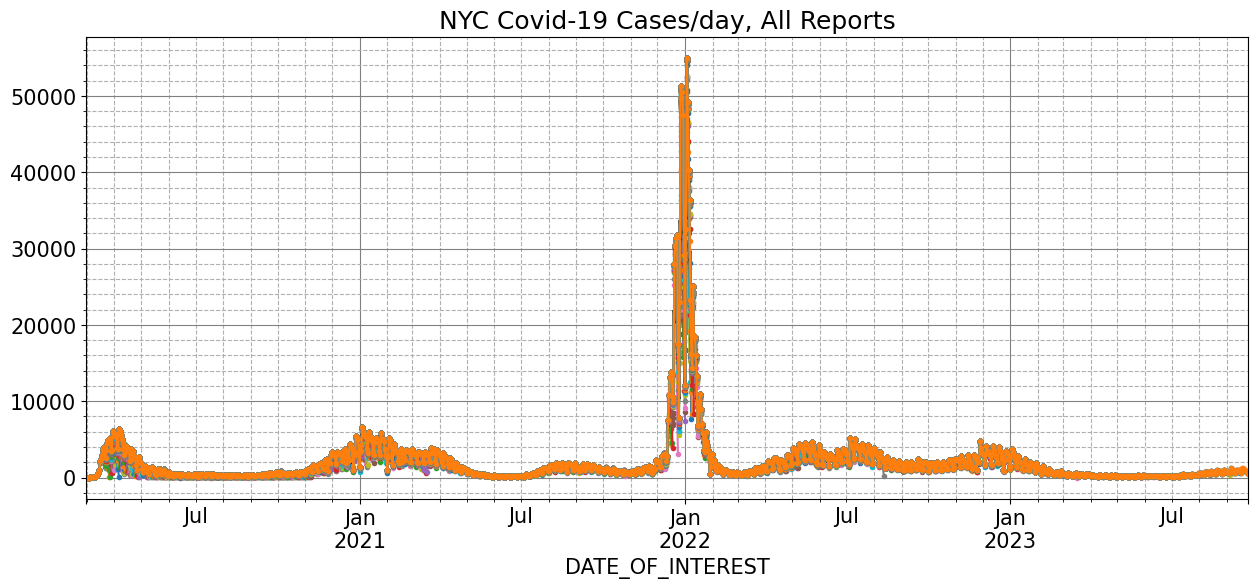 NYC Covid-19 Cases/day, All Reports
50000
40000
30000
20000
10000
0
Jul Jan Jul Jan Jul Jan Jul
2021 2022 2023
DATE_OF_INTEREST